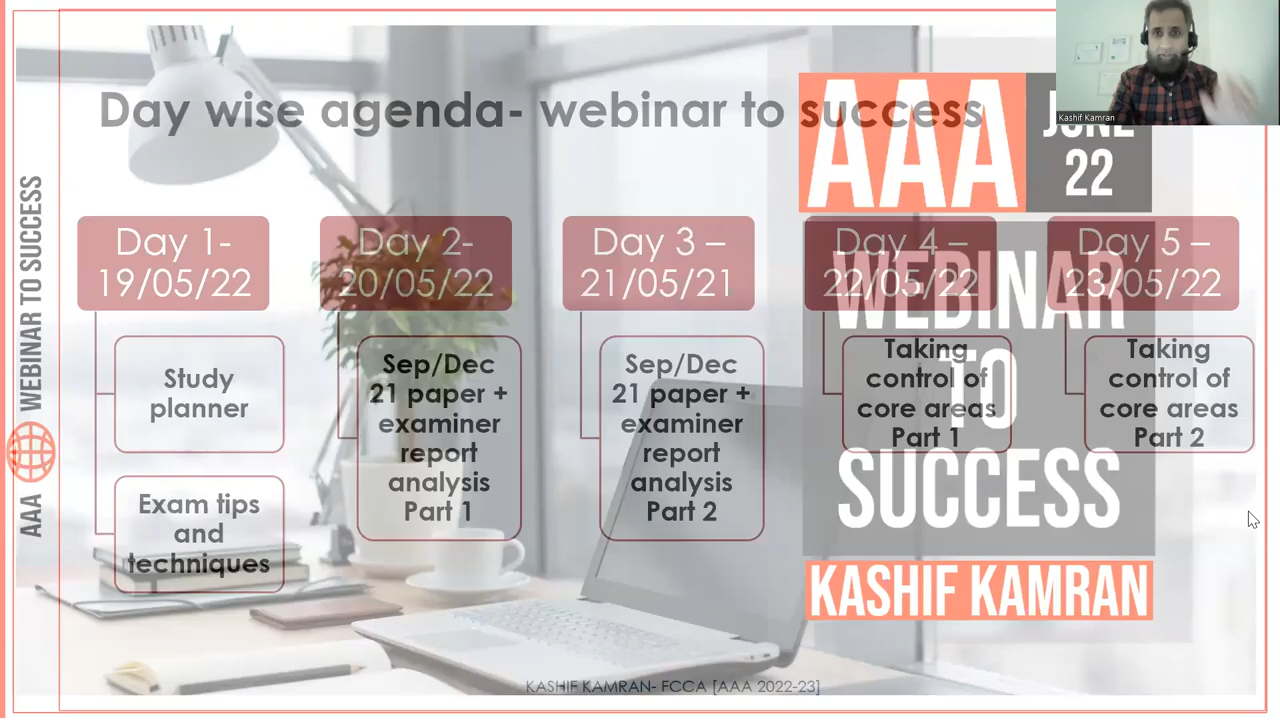 Day wise agenda- webinar to success
AAA
JUNE
22
Kashif Kamran
AAA WEBINAR TO SUCCESS
Day 1-
19/05/22
Study
planner
Exam tips
and
techniques
Day 2-
20/05/22
Sep/Dec
21 paper +
examiner
report
analysis
Part 1
Day 3 –
21/05/21
Sep/Dec
21 paper +
examiner
report
analysis
Part 2
Day 4 –
22/05/22
Taking
control of
core areas
Part 1
Day 5 –
23/05/22
Taking
control of
core areas
Part 2
WEBINAR
TO
SUCCESS
KASHIF KAMRAN
KASHIF KAMRAN- FCCA [AAA 2022-23]